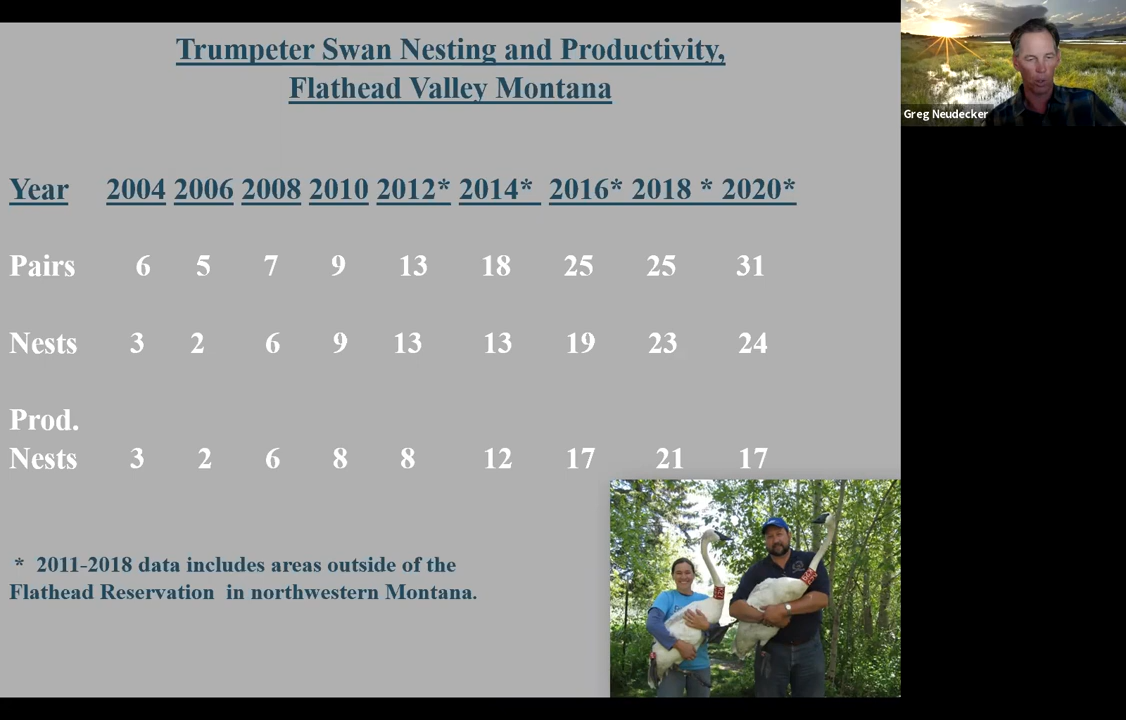 Trumpeter Swan Nesting and Productivity,
Flathead Valley Montana
Greg Neudecker
Year 2004 2006 2008 2010 2012* 2014* 2016* 2018 * 2020*
Pairs 6 5 7 9 13 18 25 25 31
Nests 3 2 6 9 13 13 19 23 24
Prod.
Nests 3 2 6 8 8 12 17 21 17
* 2011-2018 data includes areas outside of the
Flathead Reservation in northwestern Montana.